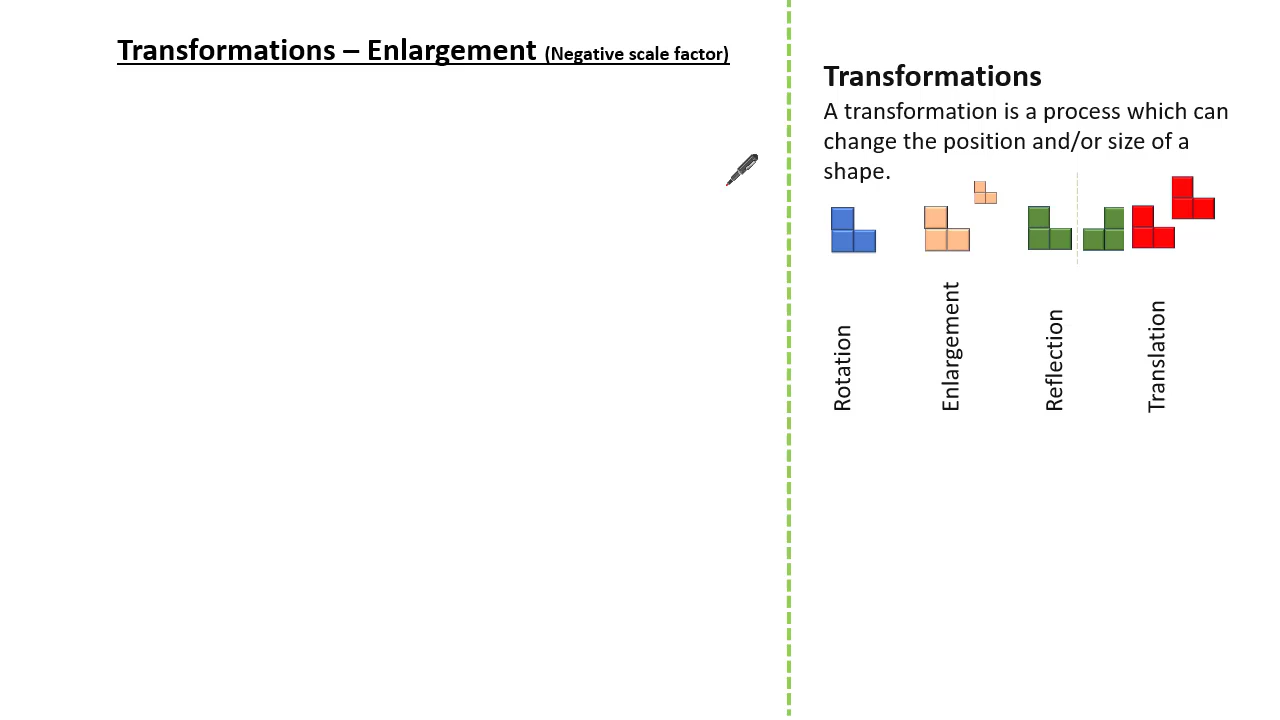 Transformations – Enlargement (Negative scale factor)
Transformations
A transformation is a process which can
change the position and/or size of a
shape.
Rotation
Enlargement
Reflection
Translation